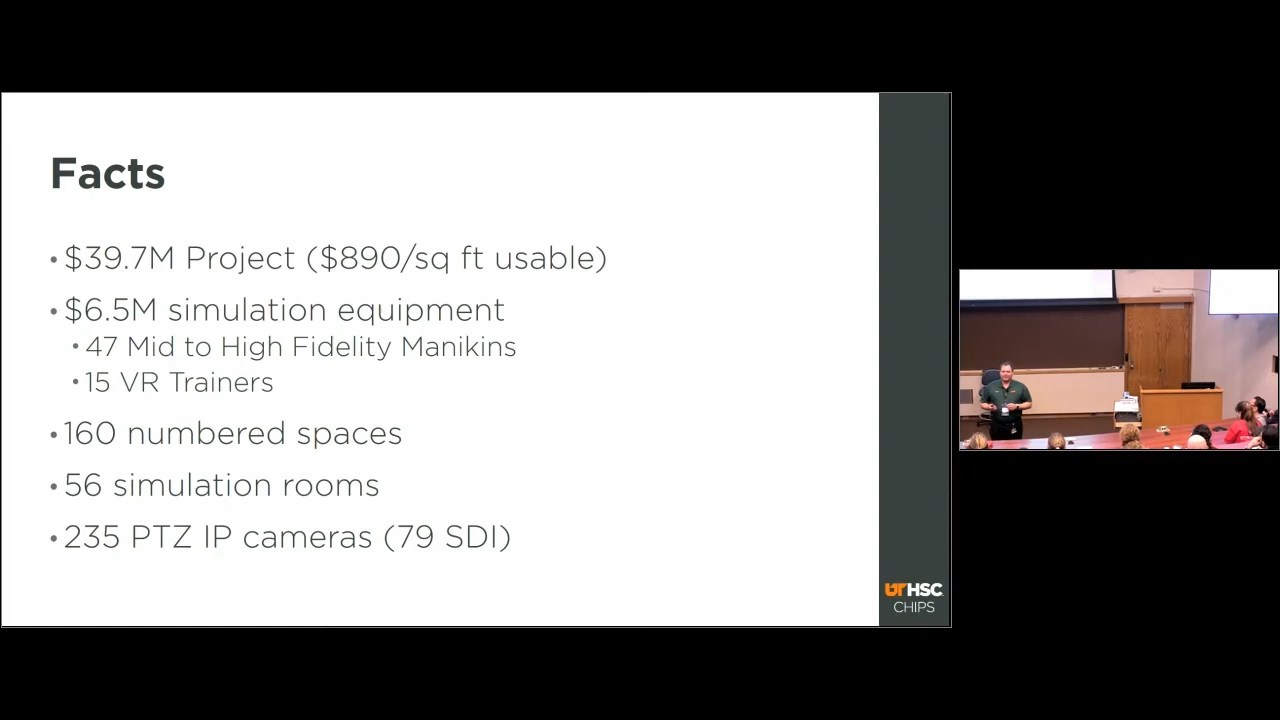 Facts
• $39.7M Project ($890/sq ft usable)
• $6.5M simulation equipment
• 47 Mid to High Fidelity Manikins
• 15 VR Trainers
• 160 numbered spaces
• 56 simulation rooms
• 235 PTZ IP cameras (79 SDI)
UTHSC
CHIPS